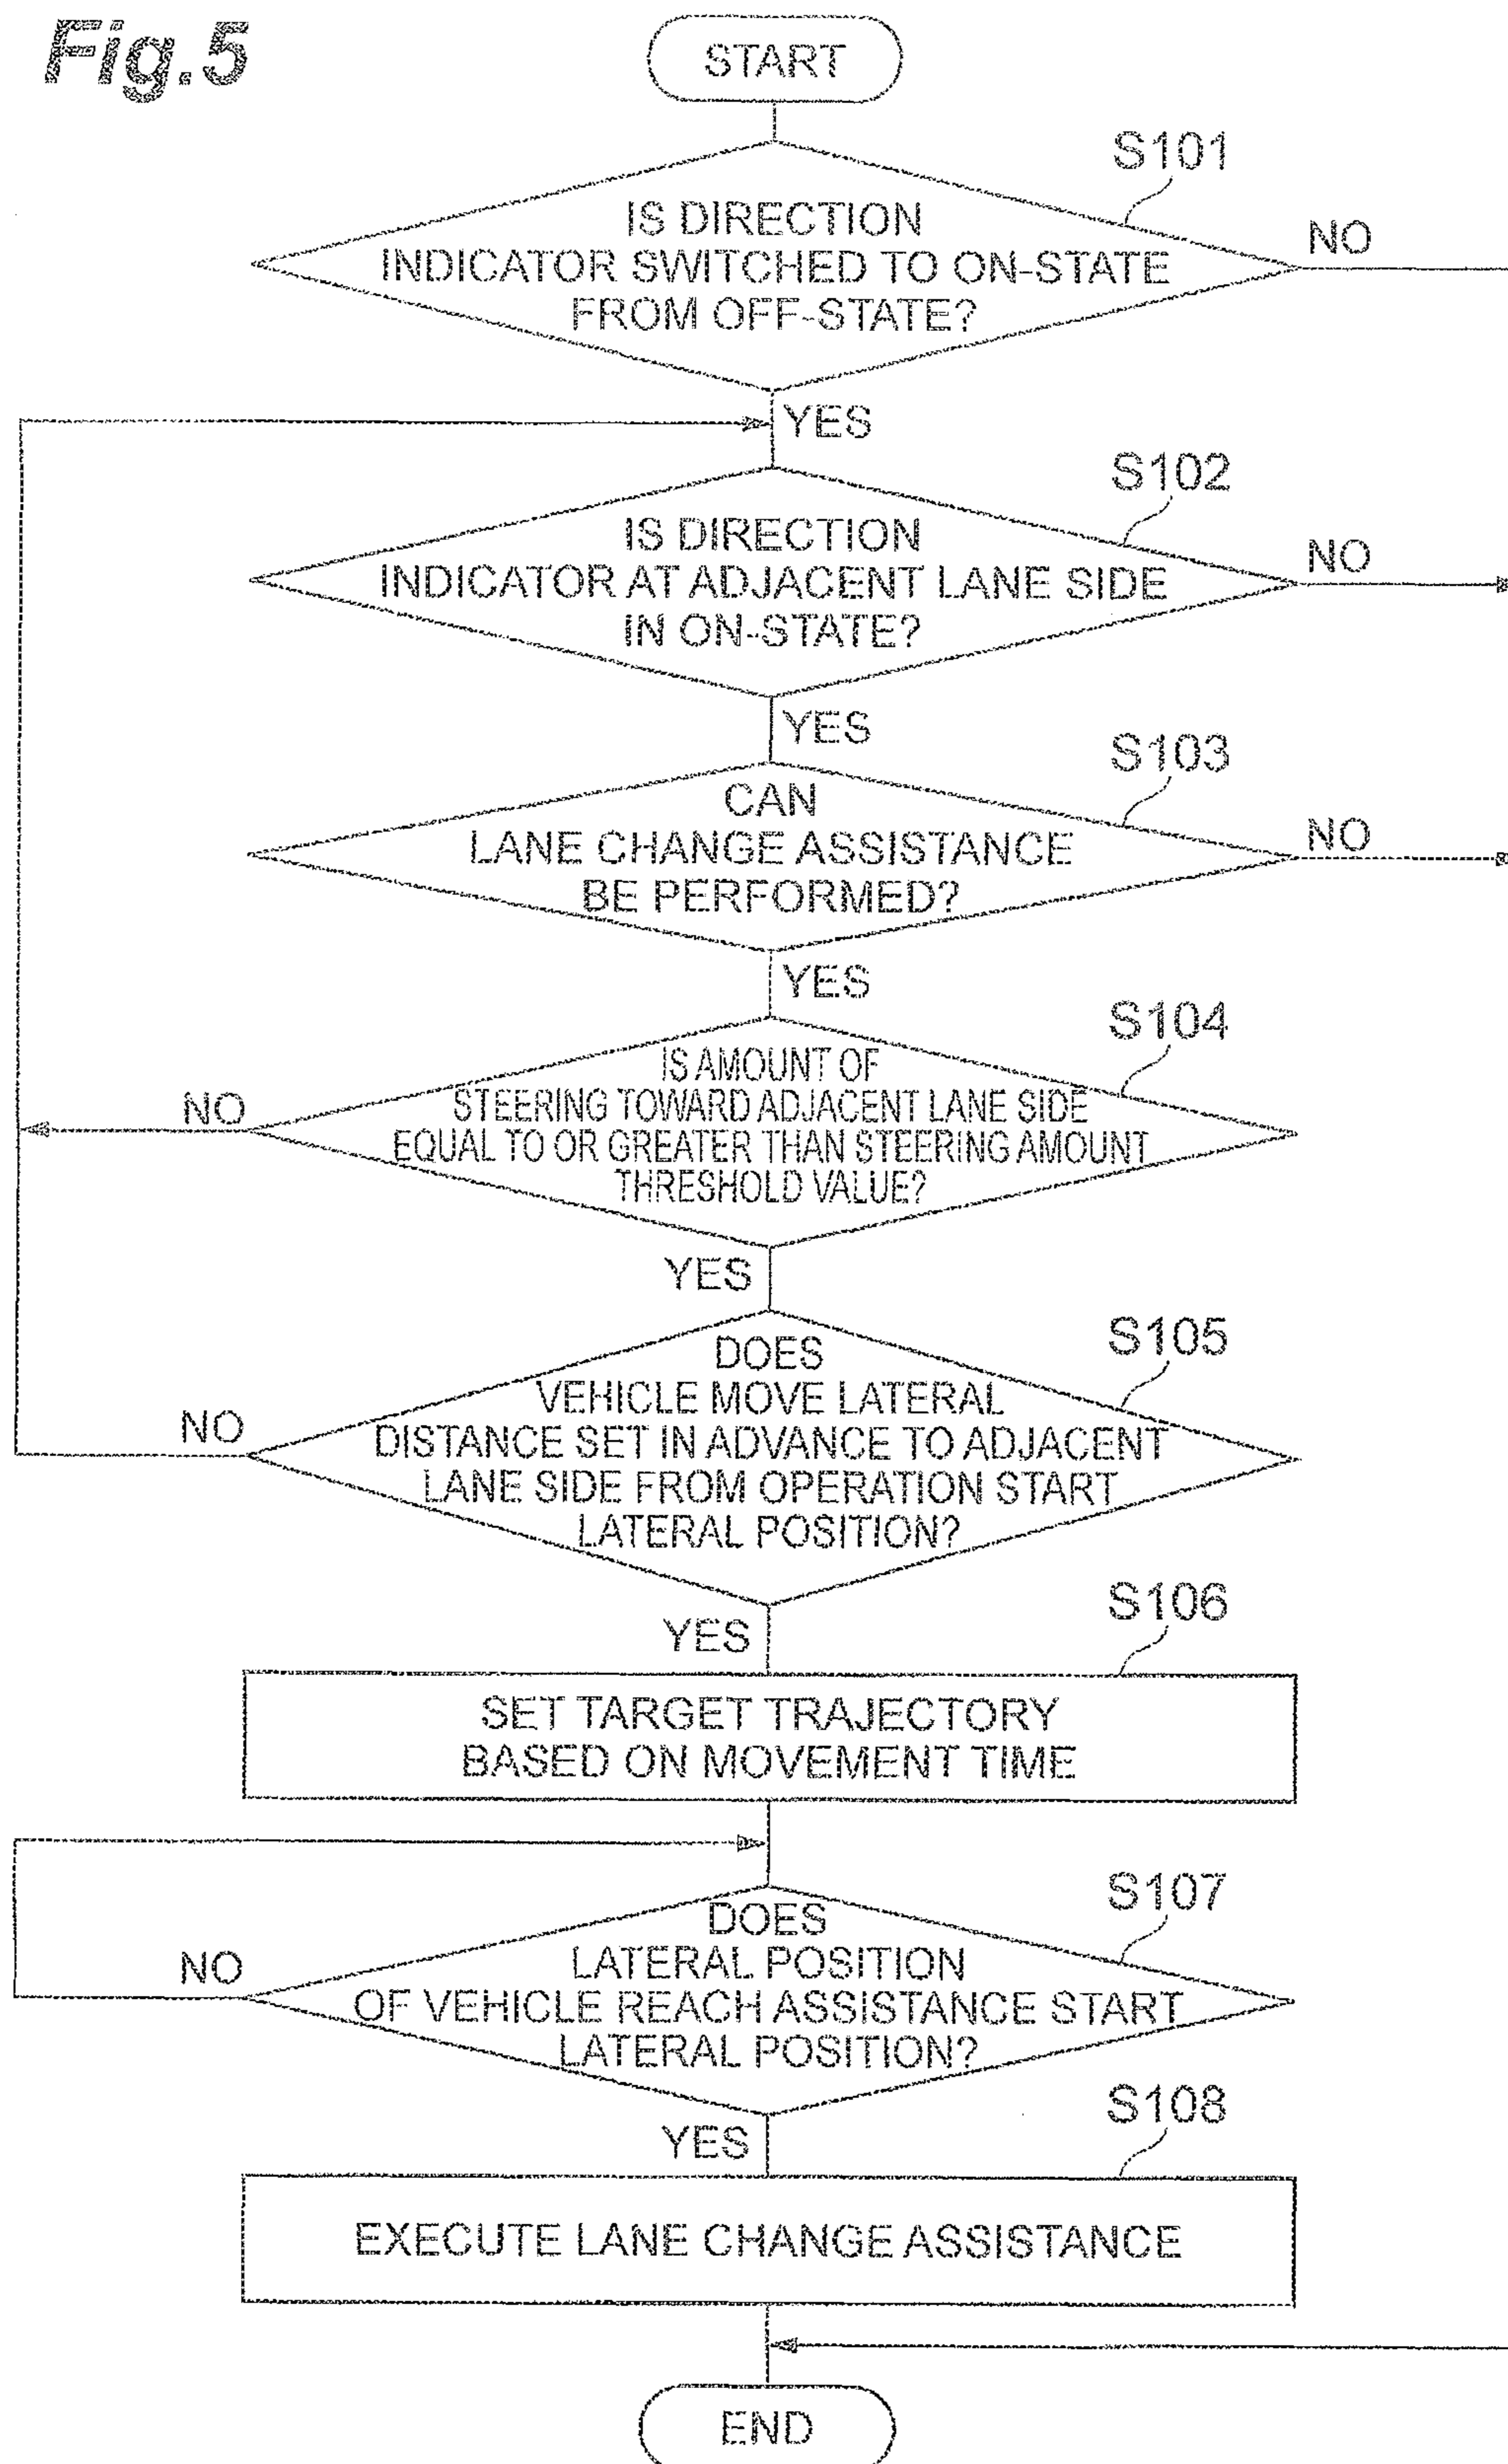 Fig.5
START
S101
IS DIRECTION
INDICATOR SWITCHED TO ON-STATE
FROM OFF-STATE?
NO
YES
S102
IS DIRECTION
INDICATOR AT ADJACENT LANE SIDE
IN ON-STATE?
NO
YES
S103
CAN
LANE CHANGE ASSISTANCE
BE PERFORMED?
NO
YES
S104
IS AMOUNT OF
STEERING TOWARD ADJACENT LANE SIDE
EQUAL TO OR GREATER THAN STEERING AMOUNT
THRESHOLD VALUE?
NO
YES
S105
DOES
VEHICLE MOVE LATERAL
DISTANCE SET IN ADVANCE TO ADJACENT
LANE SIDE FROM OPERATION START
LATERAL POSITION?
NO
YES
S106
SET TARGET TRAJECTORY
BASED ON MOVEMENT TIME
S107
DOES
LATERAL POSITION
OF VEHICLE REACH ASSISTANCE START
LATERAL POSITION?
NO
YES
S108
EXECUTE LANE CHANGE ASSISTANCE
END